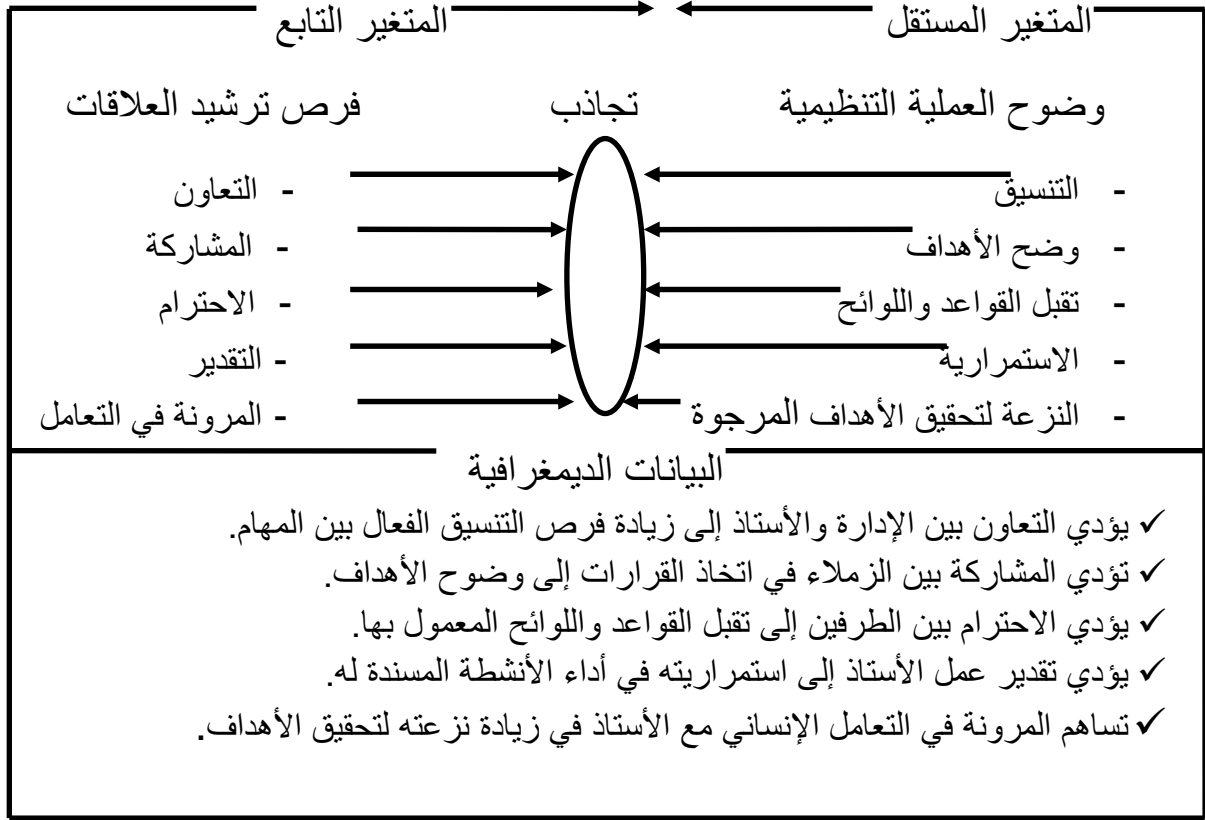 المتغير المستقل المتغير التابع
وضوح العملية التنظيمية تجاذب فرص ترشيد العلاقات
- التنسيق - التعاون
- وضح الأهداف - المشاركة
- تقبل القواعد واللوائح - الاحترام
- الاستمرارية - التقدير
- النزعة لتحقيق الأهداف المرجوة - المرونة في التعامل
البيانات الديمغرافية
✓ يؤدي التعاون بين الإدارة والأستاذ إلى زيادة فرص التنسيق الفعال بين المهام.
✓ تؤدي المشاركة بين الزملاء في اتخاذ القرارات إلى وضوح الأهداف.
✓ يؤدي الاحترام بين الطرفين إلى تقبل القواعد واللوائح المعمول بها.
✓ يؤدي تقدير عمل الأستاذ إلى استمراريته في أداء الأنشطة المسندة له.
✓ تساهم المرونة في التعامل الإنساني مع الأستاذ في زيادة نزعته لتحقيق الأهداف.